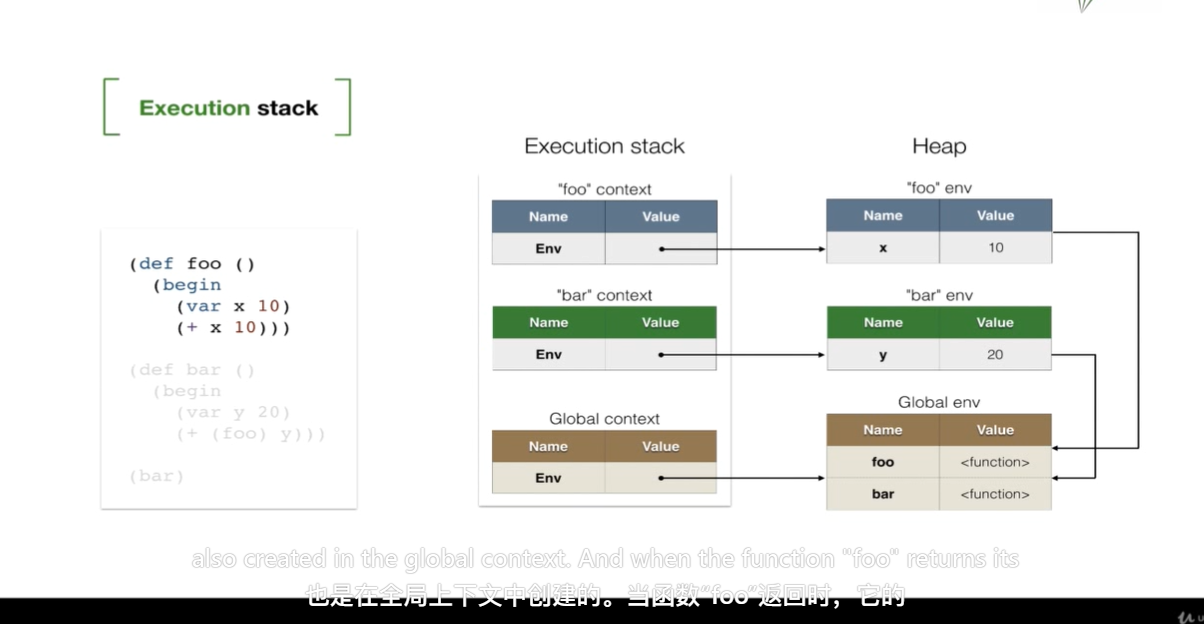 Execution stack
(def foo ()
(begin
(var x 10)
(+ x 10)))
(def bar ()
(begin
(var y 20)
(+ (foo) y)))
(bar)
Execution stack
"foo" context
Name Value
Env
"bar" context
Name Value
Env
Global context
Name Value
Env
Heap
"foo" env
Name Value
x 10
"bar" env
Name Value
y 20
Global env
Name Value
foo <function>
bar <function>
also created in the global context. And when the function "foo" returns its
也是在全局上下文中创建的。当函数“foo”返回时，它的